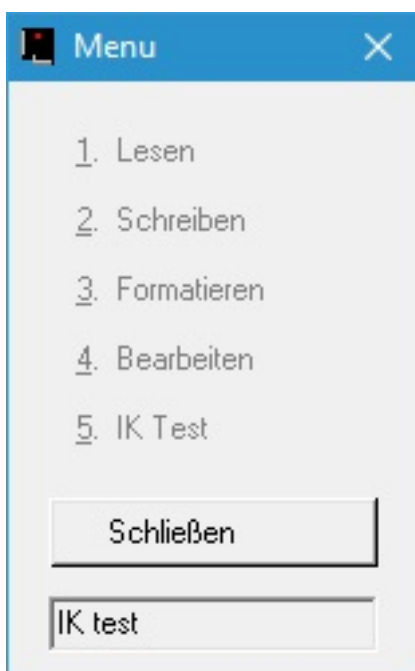 Menu
1. Lesen
2. Schreiben
3. Formatieren
4. Bearbeiten
5. IK Test
Schließen
IK test